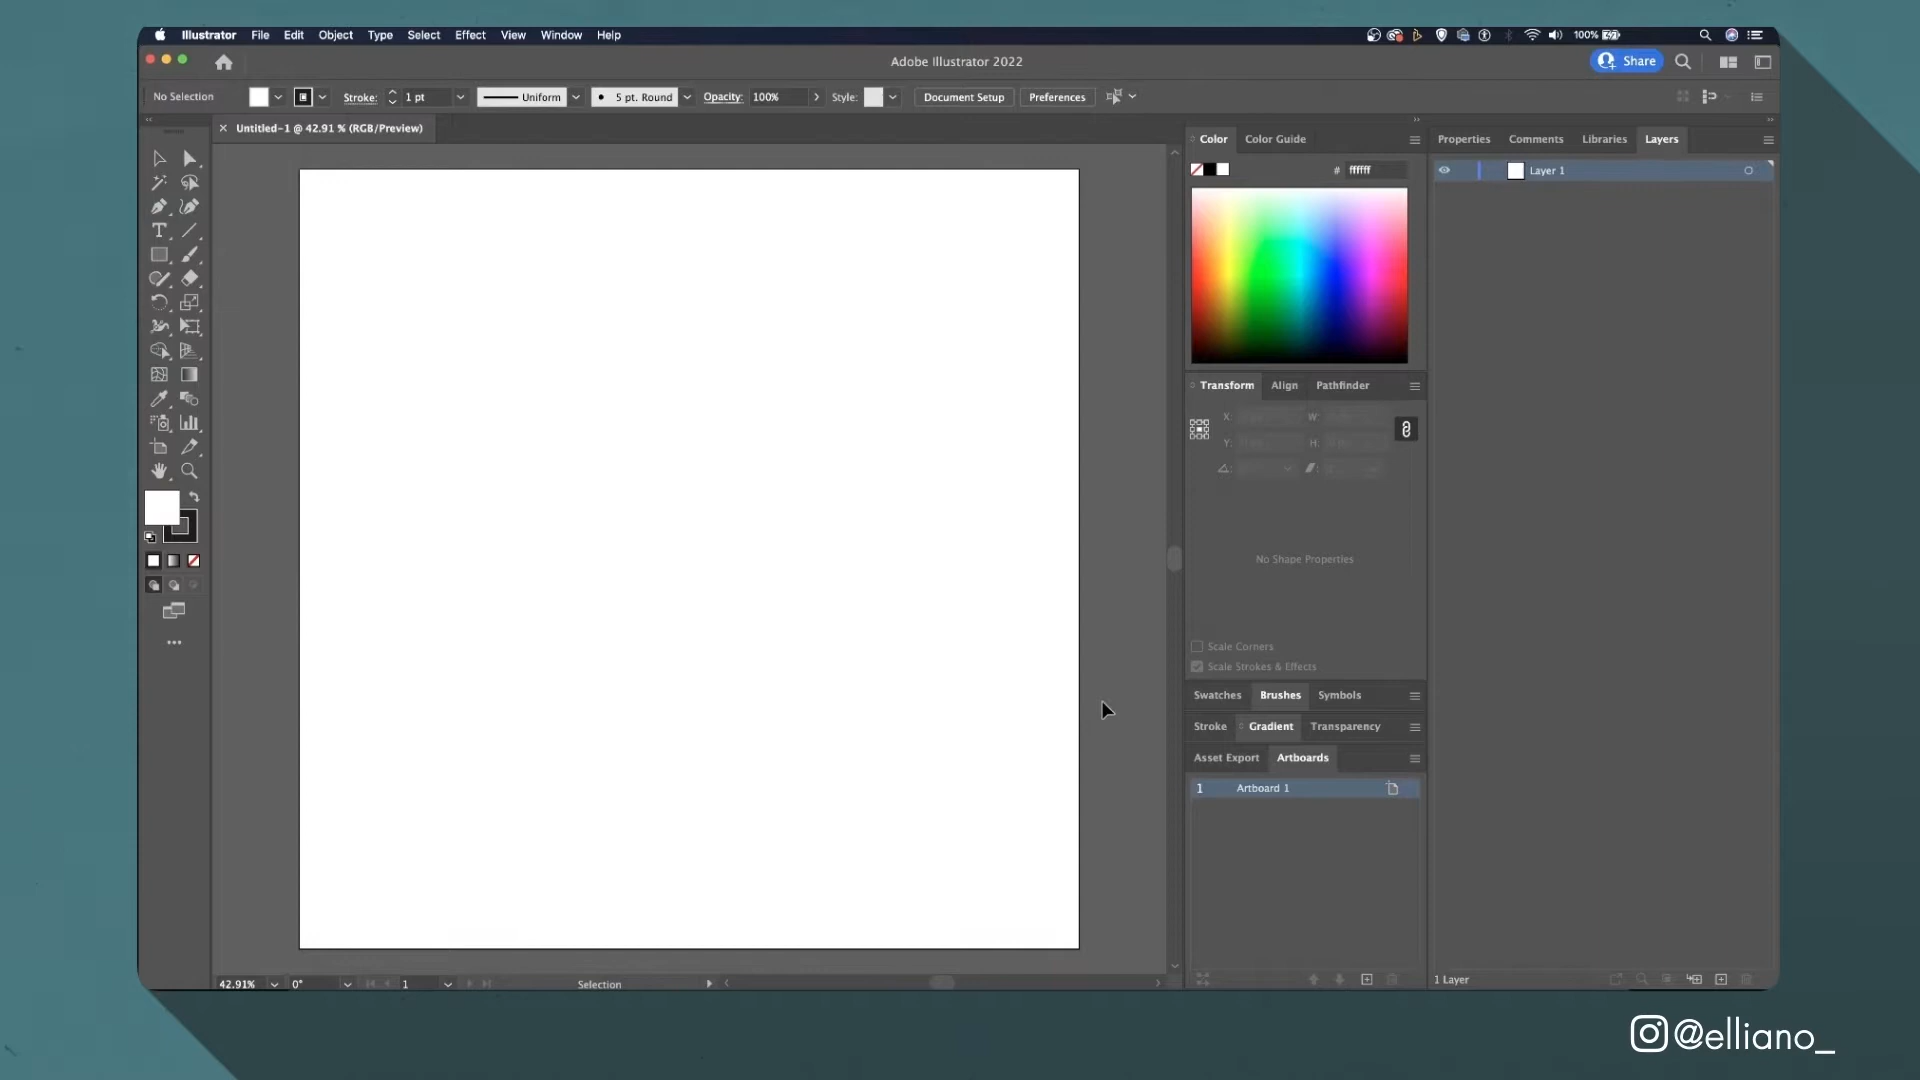 Illustrator File Edit Object Type Select Effect View Window Help 100%
Adobe Illustrator 2022 Share
No Selection Stroke: 1 pt Uniform 5 pt. Round Opacity: 100% Style: Document Setup Preferences
Untitled-1 @ 42.91 % (RGB/Preview)
Color Color Guide
# ffffff
Transform Align Pathfinder
X: W:
Y: H:
No Shape Properties
Scale Corners
Scale Strokes & Effects
Swatches Brushes Symbols
Stroke Gradient Transparency
Asset Export Artboards
1 Artboard 1
Properties Comments Libraries Layers
Layer 1
42.91% 0° 1 Selection
1 Layer
@elliano_